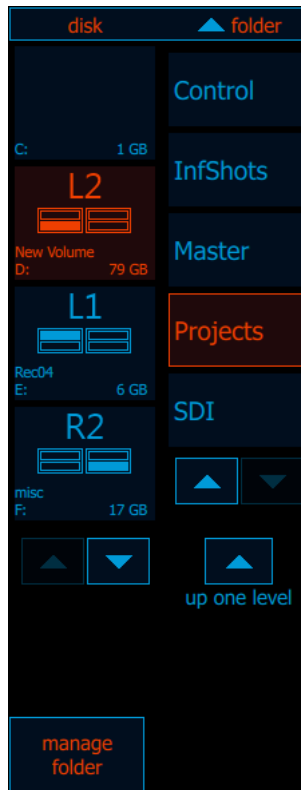 disk
folder
C: 1 GB
L2
New Volume
D: 79 GB
L1
Rec04
E: 6 GB
R2
misc
F: 17 GB
Control
InfShots
Master
Projects
SDI
up one level
manage
folder